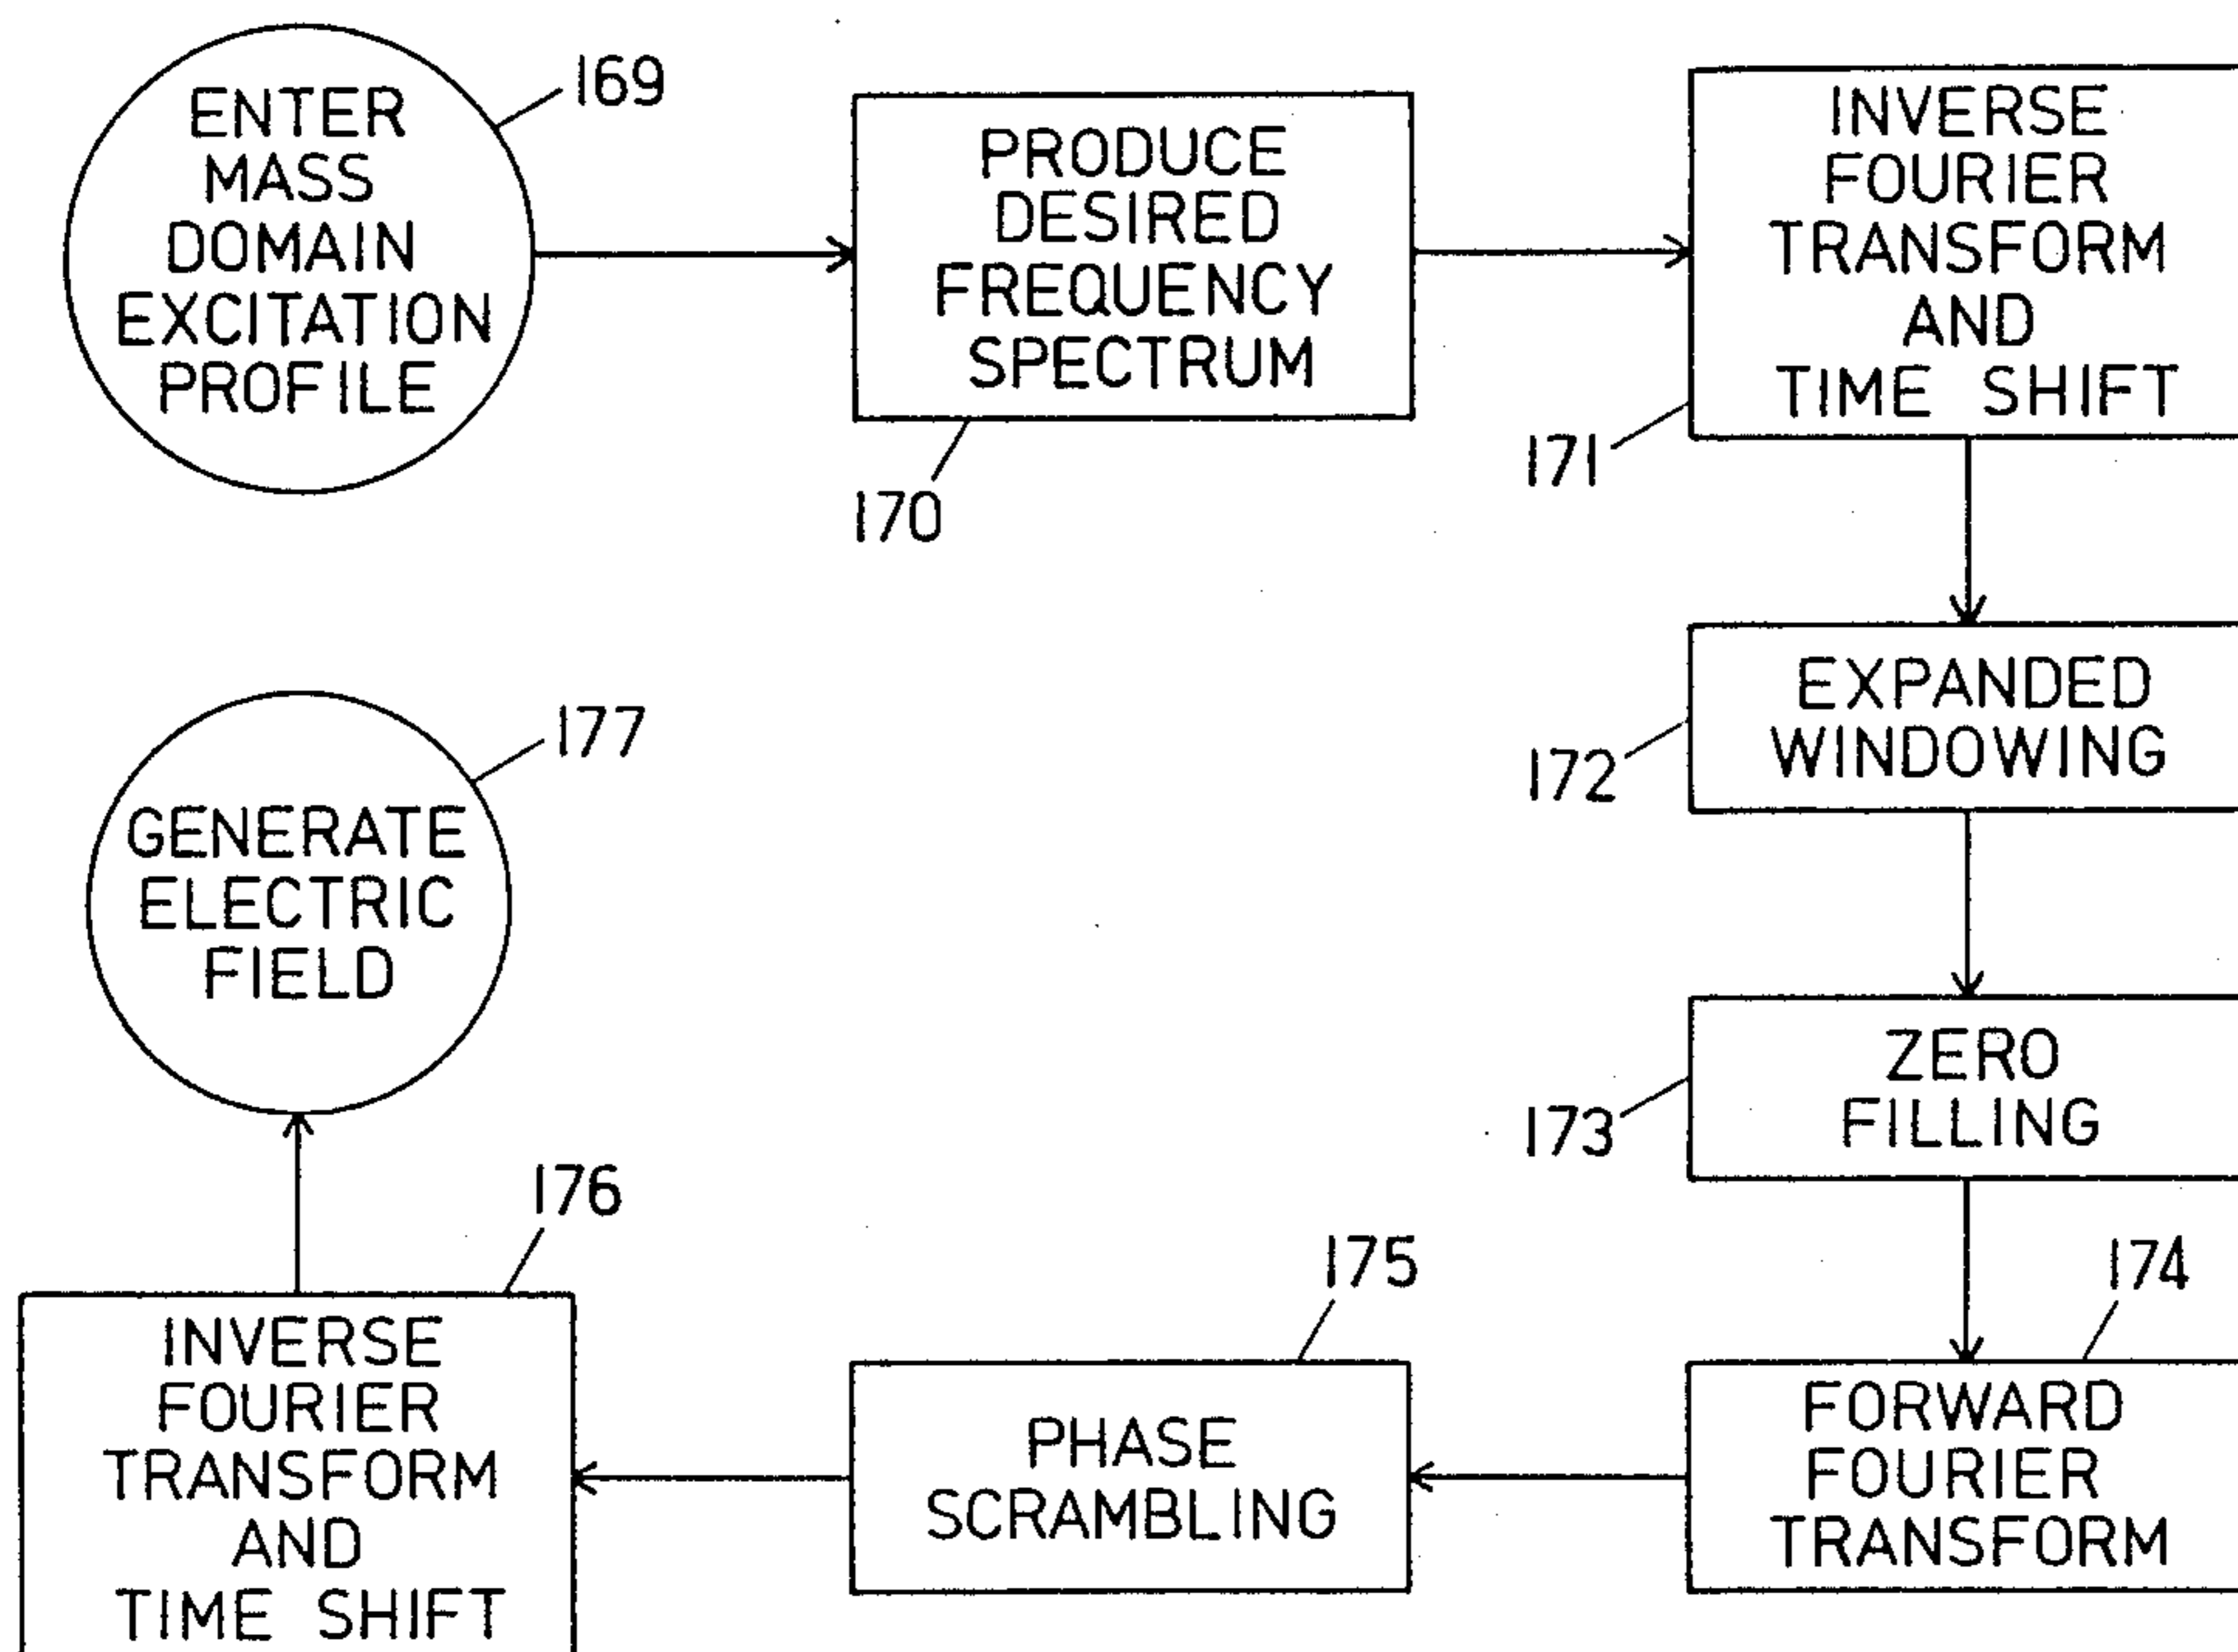 ENTER
MASS
DOMAIN
EXCITATION
PROFILE
169
PRODUCE
DESIRED
FREQUENCY
SPECTRUM
170
INVERSE
FOURIER
TRANSFORM
AND
TIME SHIFT
171
EXPANDED
WINDOWING
172
ZERO
FILLING
173
FORWARD
FOURIER
TRANSFORM
174
PHASE
SCRAMBLING
175
INVERSE
FOURIER
TRANSFORM
AND
TIME SHIFT
176
GENERATE
ELECTRIC
FIELD
177